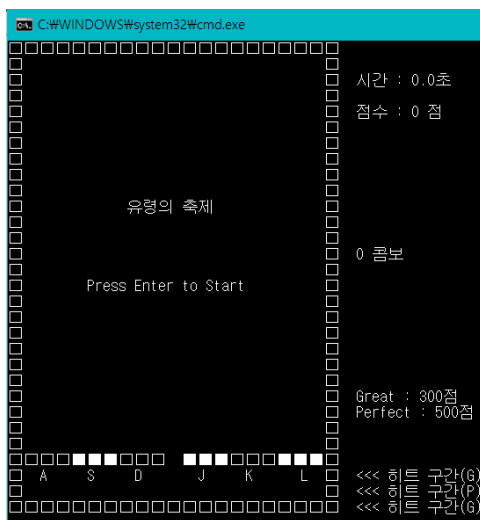 C:₩WINDOWS₩system32₩cmd.exe
시간 : 0.0초
점수 : 0 점
유령의 축제
0 콤보
Press Enter to Start
Great : 300점
Perfect : 500점
A S D J K L
<<< 히트 구간(G)
<<< 히트 구간(P)
<<< 히트 구간(G)